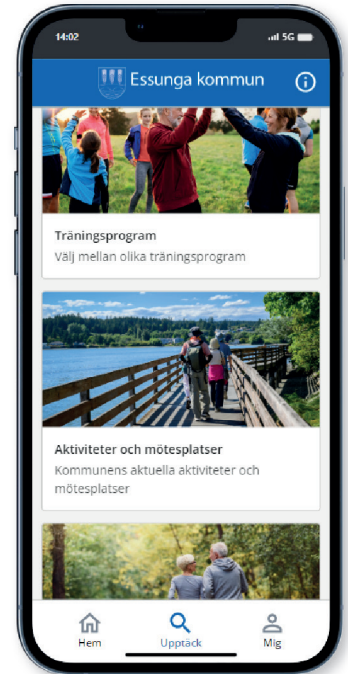 14:02
5G
Essunga kommun
Träningsprogram
Välj mellan olika träningsprogram
Aktiviteter och mötesplatser
Kommunens aktuella aktiviteter och
mötesplatser
Hem Upptäck Mig